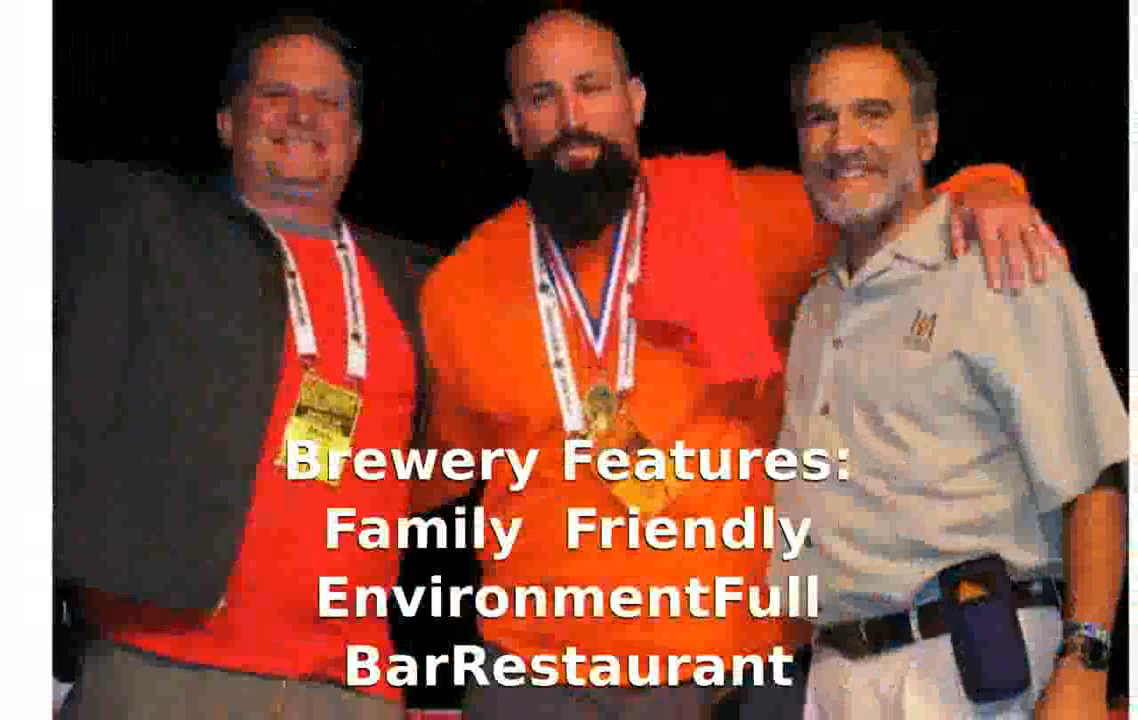 Brewery Features:
Family Friendly
EnvironmentFull
BarRestaurant